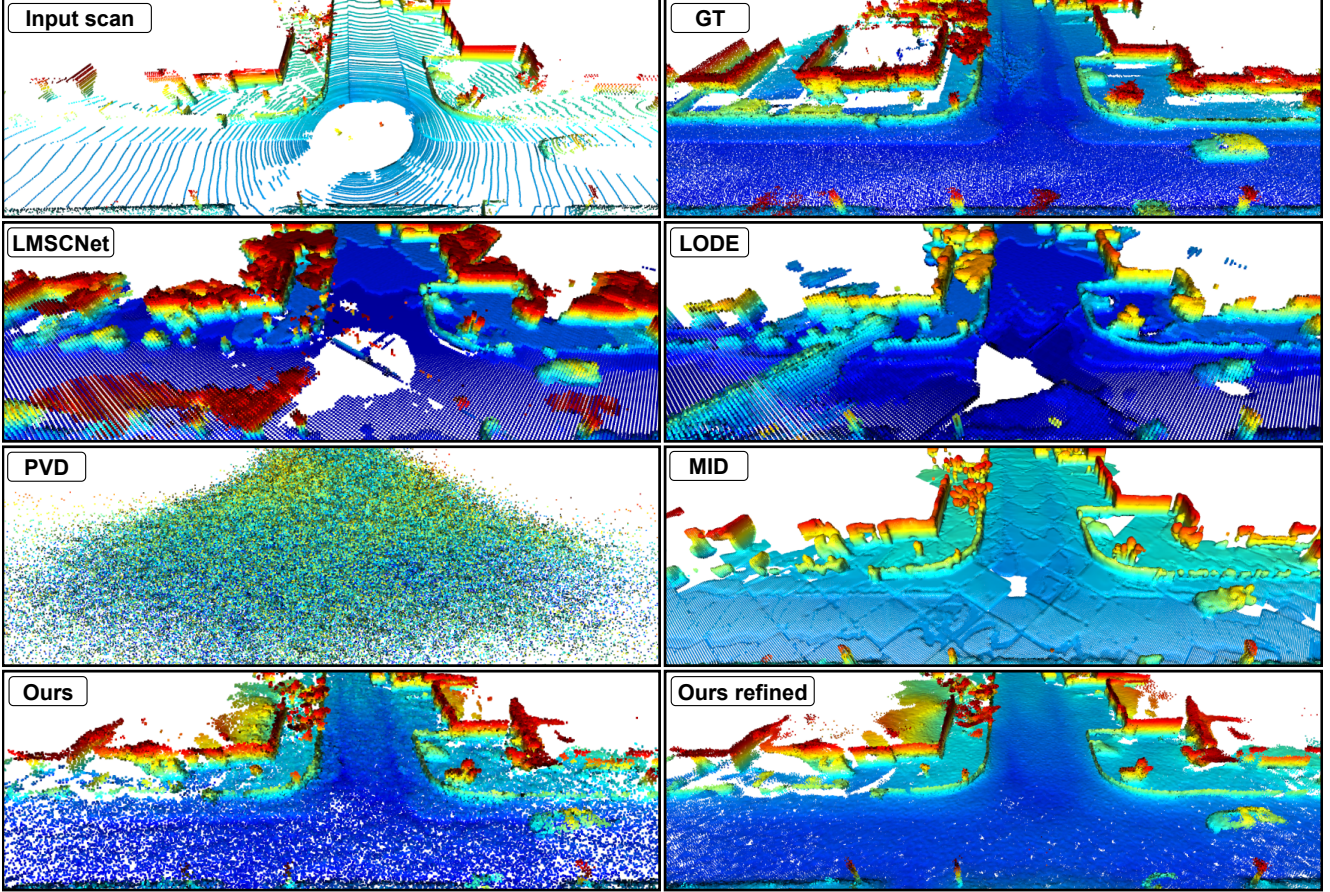 Input scan
GT
LMSCNet
LODE
PVD
MID
Ours
Ours refined